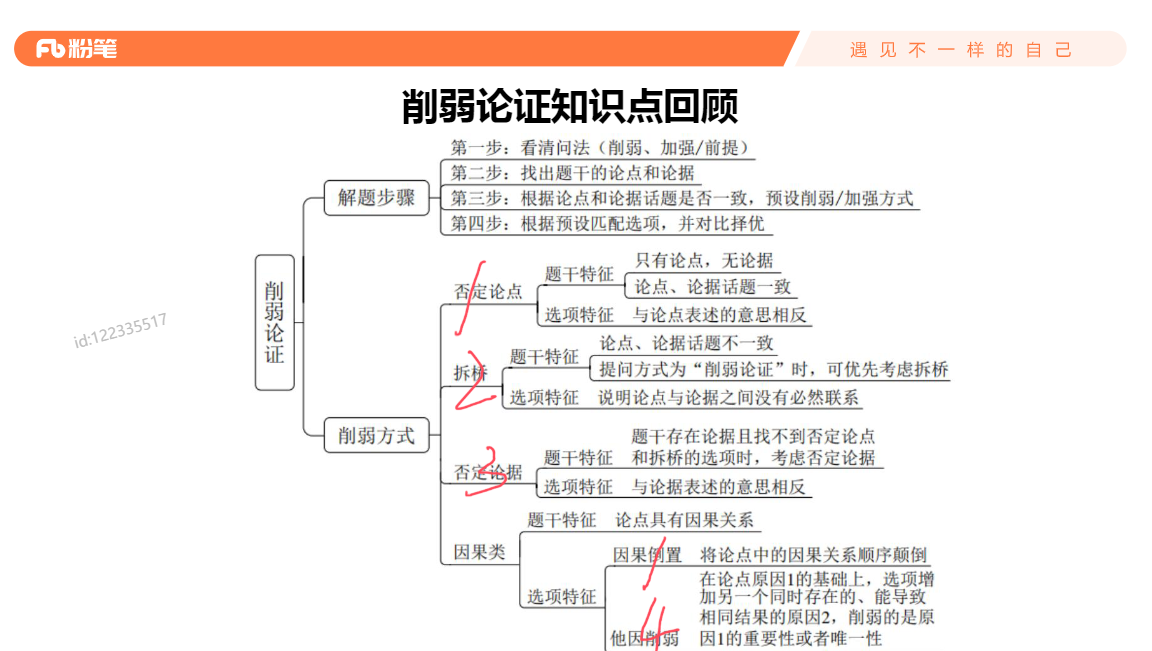 粉笔
遇见不一样的自己
削弱论证知识点回顾
第一步：看清问法（削弱、加强/前提）
第二步：找出题干的论点和论据
解题步骤
第三步：根据论点和论据话题是否一致，预设削弱/加强方式
第四步：根据预设匹配选项，并对比择优
削弱论证
id:122335517
削弱方式
1
否定论点
题干特征
只有论点，无论据
论点、论据话题一致
选项特征 与论点表述的意思相反
2
拆桥
题干特征
论点、论据话题不一致
提问方式为“削弱论证”时，可优先考虑拆桥
选项特征 说明论点与论据之间没有必然联系
3
否定论据
题干特征
题干存在论据且找不到否定论点
和拆桥的选项时，考虑否定论据
选项特征 与论据表述的意思相反
因果类
题干特征 论点具有因果关系
选项特征
1
因果倒置 将论点中的因果关系顺序颠倒
4
他因削弱
在论点原因1的基础上，选项增
加另一个同时存在的、能导致
相同结果的原因2，削弱的是原
因1的重要性或者唯一性